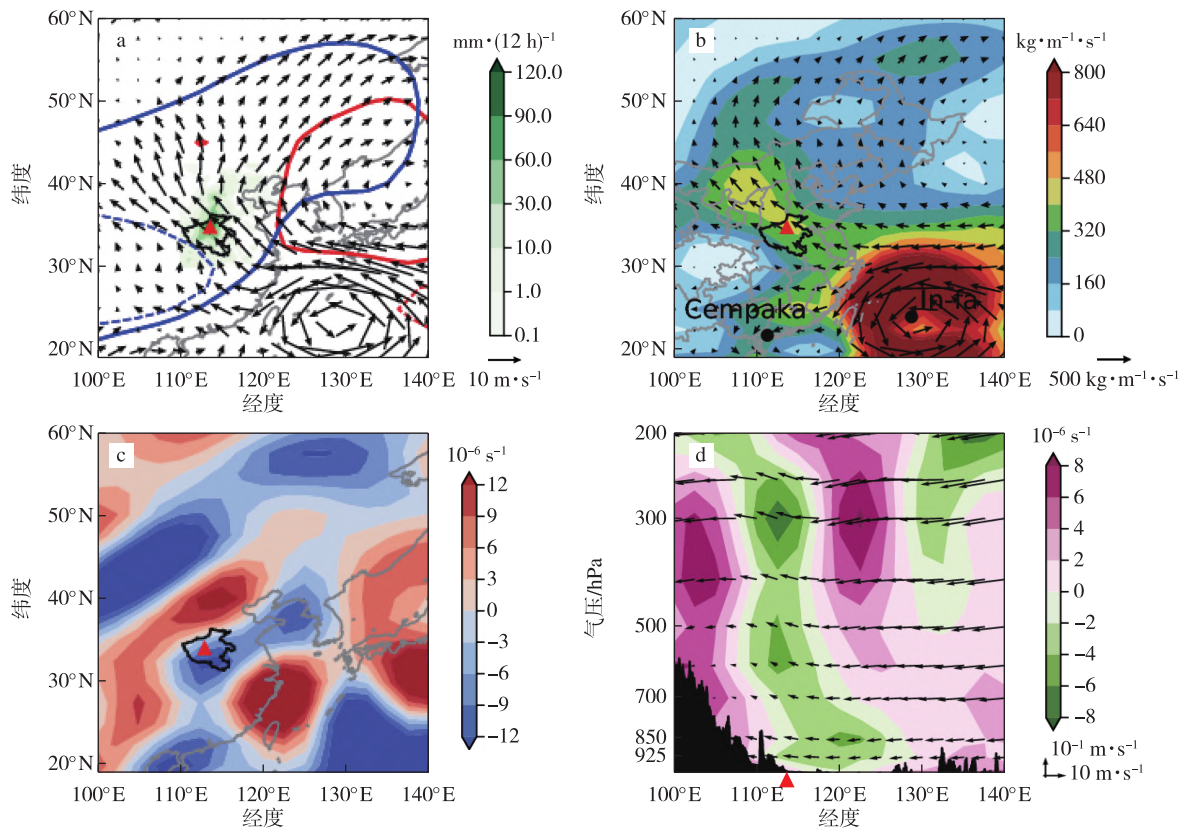 a
60°N
50°N
40°N
30°N
20°N
纬度
100°E
110°E
120°E
130°E
140°E
经度
mm·(12 h)⁻¹
120.0
90.0
60.0
30.0
10.0
1.0
0.1
10 m·s⁻¹
b
60°N
50°N
40°N
30°N
20°N
纬度
Cempaka
In-fa
100°E
110°E
120°E
130°E
140°E
经度
kg·m⁻¹·s⁻¹
800
640
480
320
160
0
500 kg·m⁻¹·s⁻¹
c
60°N
50°N
40°N
30°N
20°N
纬度
100°E
110°E
120°E
130°E
140°E
经度
10⁻⁶ s⁻¹
12
9
6
3
0
−3
−6
−9
−12
d
200
300
500
700
850
925
气压/hPa
100°E
110°E
120°E
130°E
140°E
经度
10⁻⁶ s⁻¹
8
6
4
2
0
−2
−4
−6
−8
10⁻¹ m·s⁻¹
10 m·s⁻¹